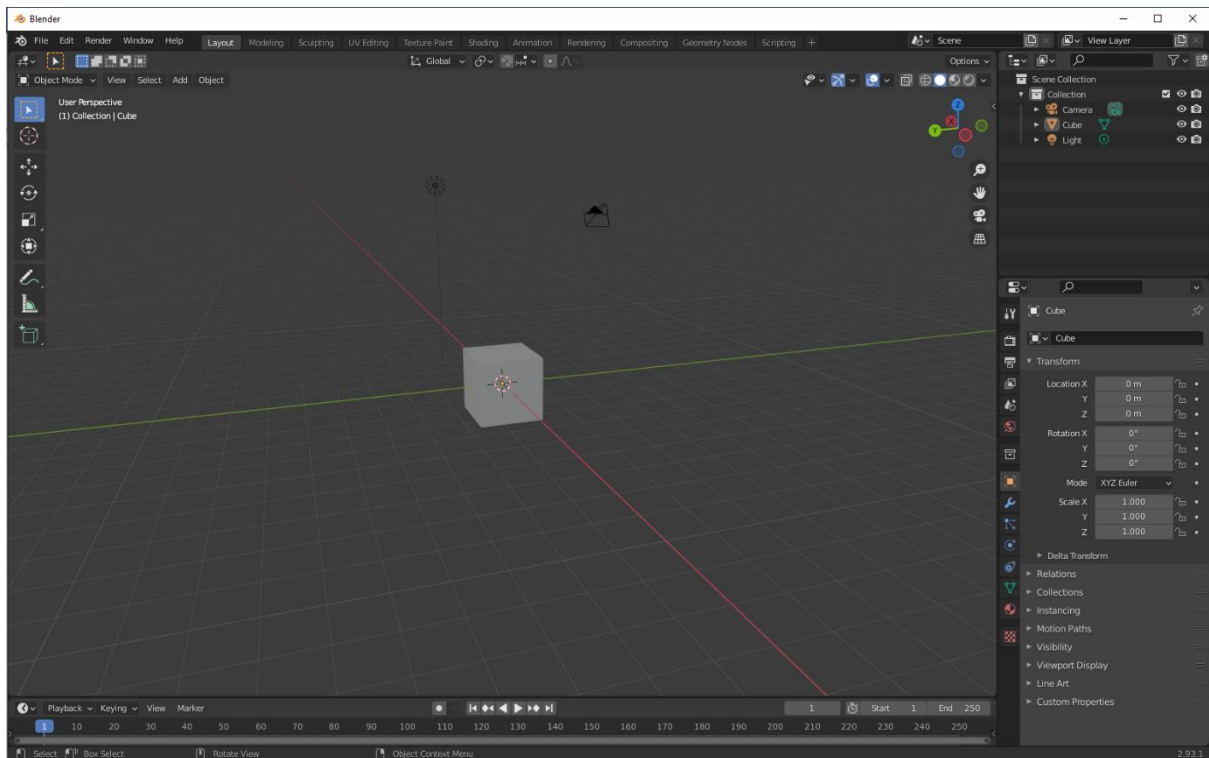 Blender
File Edit Render Window Help Layout Modeling Sculpting UV Editing Texture Paint Shading Animation Rendering Compositing Geometry Nodes Scripting + Scene View Layer
Global Options
Object Mode View Select Add Object
User Perspective
(1) Collection | Cube
Z
X
Y
Scene Collection
Collection
Camera
Cube
Light
Cube
Cube
Transform
Location X 0 m
Y 0 m
Z 0 m
Rotation X 0°
Y 0°
Z 0°
Mode XYZ Euler
Scale X 1.000
Y 1.000
Z 1.000
Delta Transform
Relations
Collections
Instancing
Motion Paths
Visibility
Viewport Display
Line Art
Custom Properties
Playback Keying View Marker 1 Start 1 End 250
1 10 20 30 40 50 60 70 80 90 100 110 120 130 140 150 160 170 180 190 200 210 220 230 240 250
Select Box Select Rotate View Object Context Menu 2.93.1